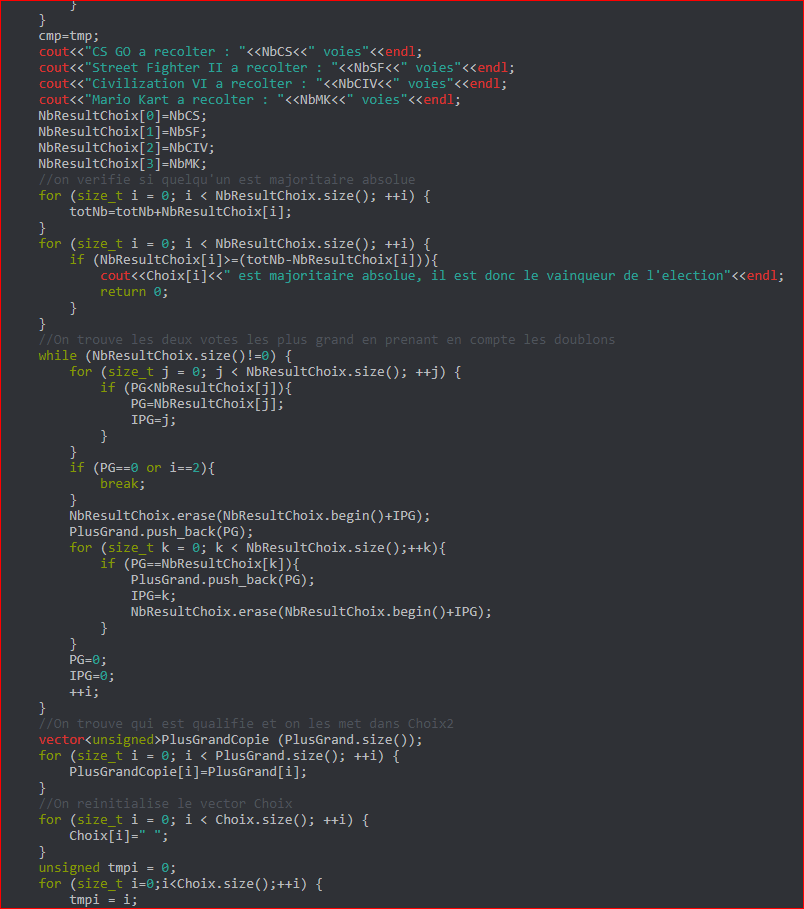 }
}
cmp=tmp;
cout<<"CS GO a recolter : "<<NbCS<<" voies"<<endl;
cout<<"Street Fighter II a recolter : "<<NbSF<<" voies"<<endl;
cout<<"Civilization VI a recolter : "<<NbCIV<<" voies"<<endl;
cout<<"Mario Kart a recolter : "<<NbMK<<" voies"<<endl;
NbResultChoix[0]=NbCS;
NbResultChoix[1]=NbSF;
NbResultChoix[2]=NbCIV;
NbResultChoix[3]=NbMK;
//on verifie si quelqu'un est majoritaire absolue
for (size_t i = 0; i < NbResultChoix.size(); ++i) {
totNb=totNb+NbResultChoix[i];
}
for (size_t i = 0; i < NbResultChoix.size(); ++i) {
if (NbResultChoix[i]>=(totNb-NbResultChoix[i])){
cout<<Choix[i]<<" est majoritaire absolue, il est donc le vainqueur de l'election"<<endl;
return 0;
}
}
//On trouve les deux votes les plus grand en prenant en compte les doublons
while (NbResultChoix.size()!=0) {
for (size_t j = 0; j < NbResultChoix.size(); ++j) {
if (PG<NbResultChoix[j]){
PG=NbResultChoix[j];
IPG=j;
}
}
if (PG==0 or i==2){
break;
}
NbResultChoix.erase(NbResultChoix.begin()+IPG);
PlusGrand.push_back(PG);
for (size_t k = 0; k < NbResultChoix.size();++k){
if (PG==NbResultChoix[k]){
PlusGrand.push_back(PG);
IPG=k;
NbResultChoix.erase(NbResultChoix.begin()+IPG);
}
}
PG=0;
IPG=0;
++i;
}
//On trouve qui est qualifie et on les met dans Choix2
vector<unsigned>PlusGrandCopie (PlusGrand.size());
for (size_t i = 0; i < PlusGrand.size(); ++i) {
PlusGrandCopie[i]=PlusGrand[i];
}
//On reinitialise le vector Choix
for (size_t i = 0; i < Choix.size(); ++i) {
Choix[i]=" ";
}
unsigned tmpi = 0;
for (size_t i=0;i<Choix.size();++i) {
tmpi = i;